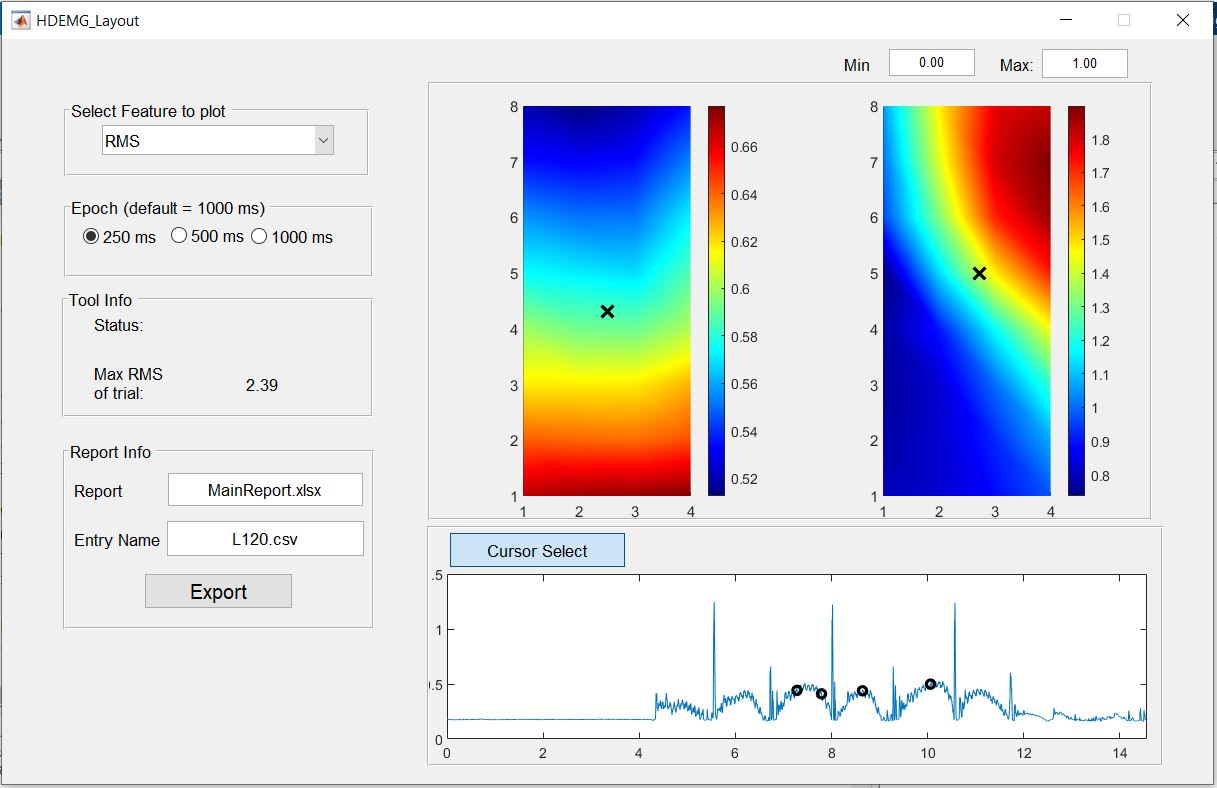 HDEMG_Layout
Min 0.00 Max: 1.00
Select Feature to plot
RMS
Epoch (default = 1000 ms)
250 ms 500 ms 1000 ms
Tool Info
Status:
Max RMS
of trial:
2.39
Report Info
Report MainReport.xlsx
Entry Name L120.csv
Export
8
7
6
5
4
3
2
1
1 2 3 4
0.66
0.64
0.62
0.6
0.58
0.56
0.54
0.52
8
7
6
5
4
3
2
1
1 2 3 4
1.8
1.7
1.6
1.5
1.4
1.3
1.2
1.1
1
0.9
0.8
Cursor Select
.5
1
.5
0
0 2 4 6 8 10 12 14